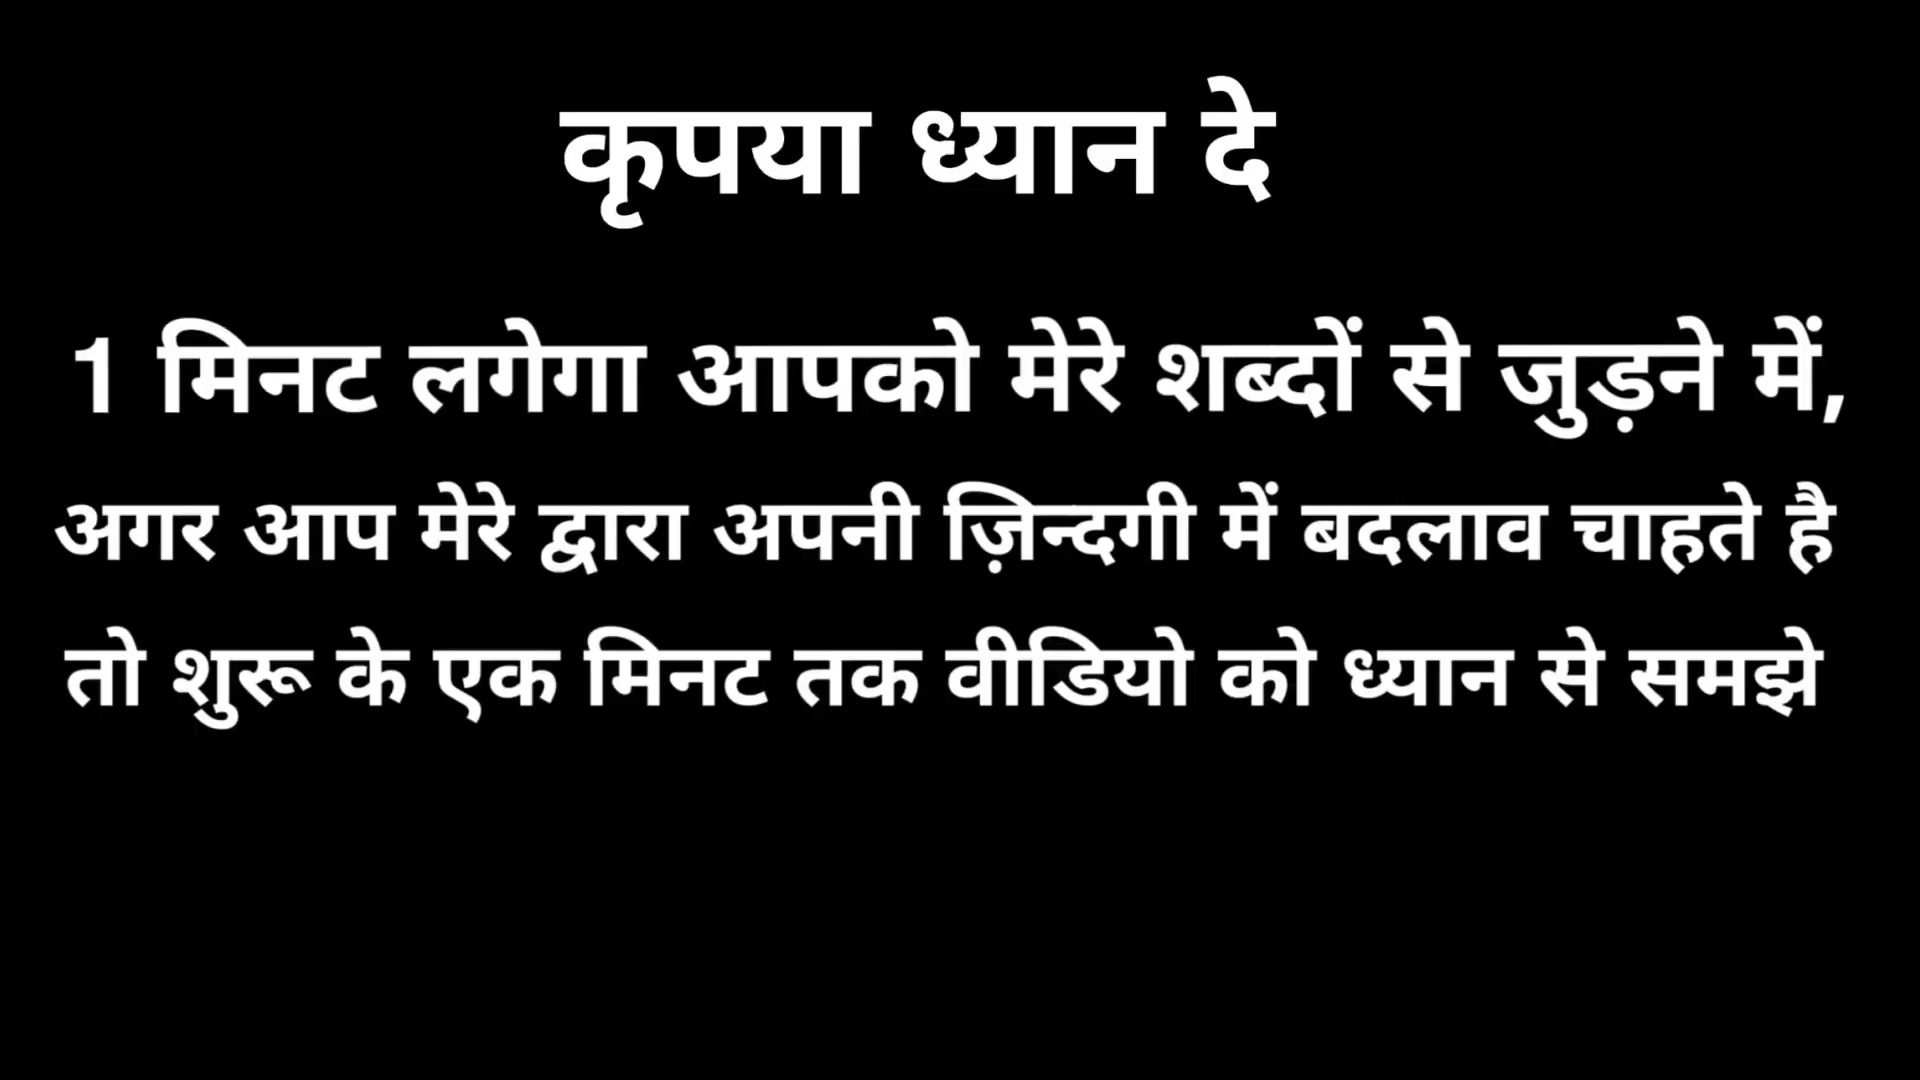 कृपया ध्यान दे
1 मिनट लगेगा आपको मेरे शब्दों से जुड़ने में,
अगर आप मेरे द्वारा अपनी ज़िन्दगी में बदलाव चाहते है
तो शुरू के एक मिनट तक वीडियो को ध्यान से समझे